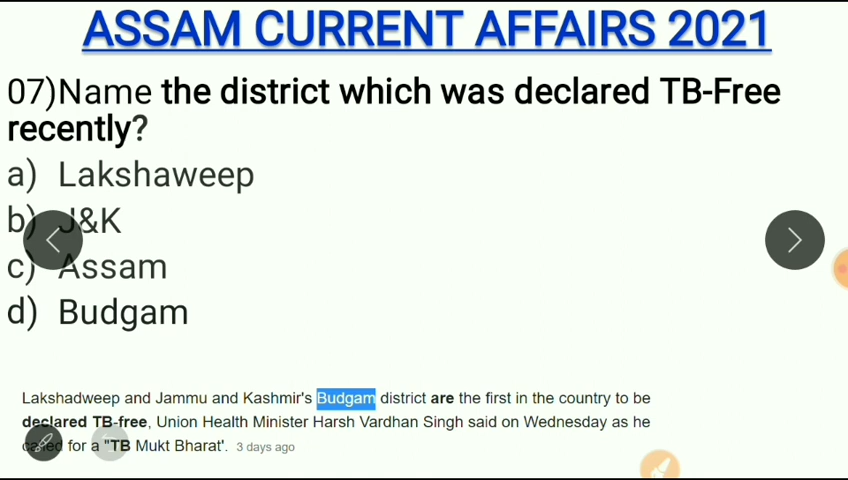 ASSAM CURRENT AFFAIRS 2021
07)Name the district which was declared TB-Free
recently?
a) Lakshaweep
b) J&K
c) Assam
d) Budgam
Lakshadweep and Jammu and Kashmir's Budgam district are the first in the country to be
declared TB-free, Union Health Minister Harsh Vardhan Singh said on Wednesday as he
called for a "TB Mukt Bharat'. 3 days ago